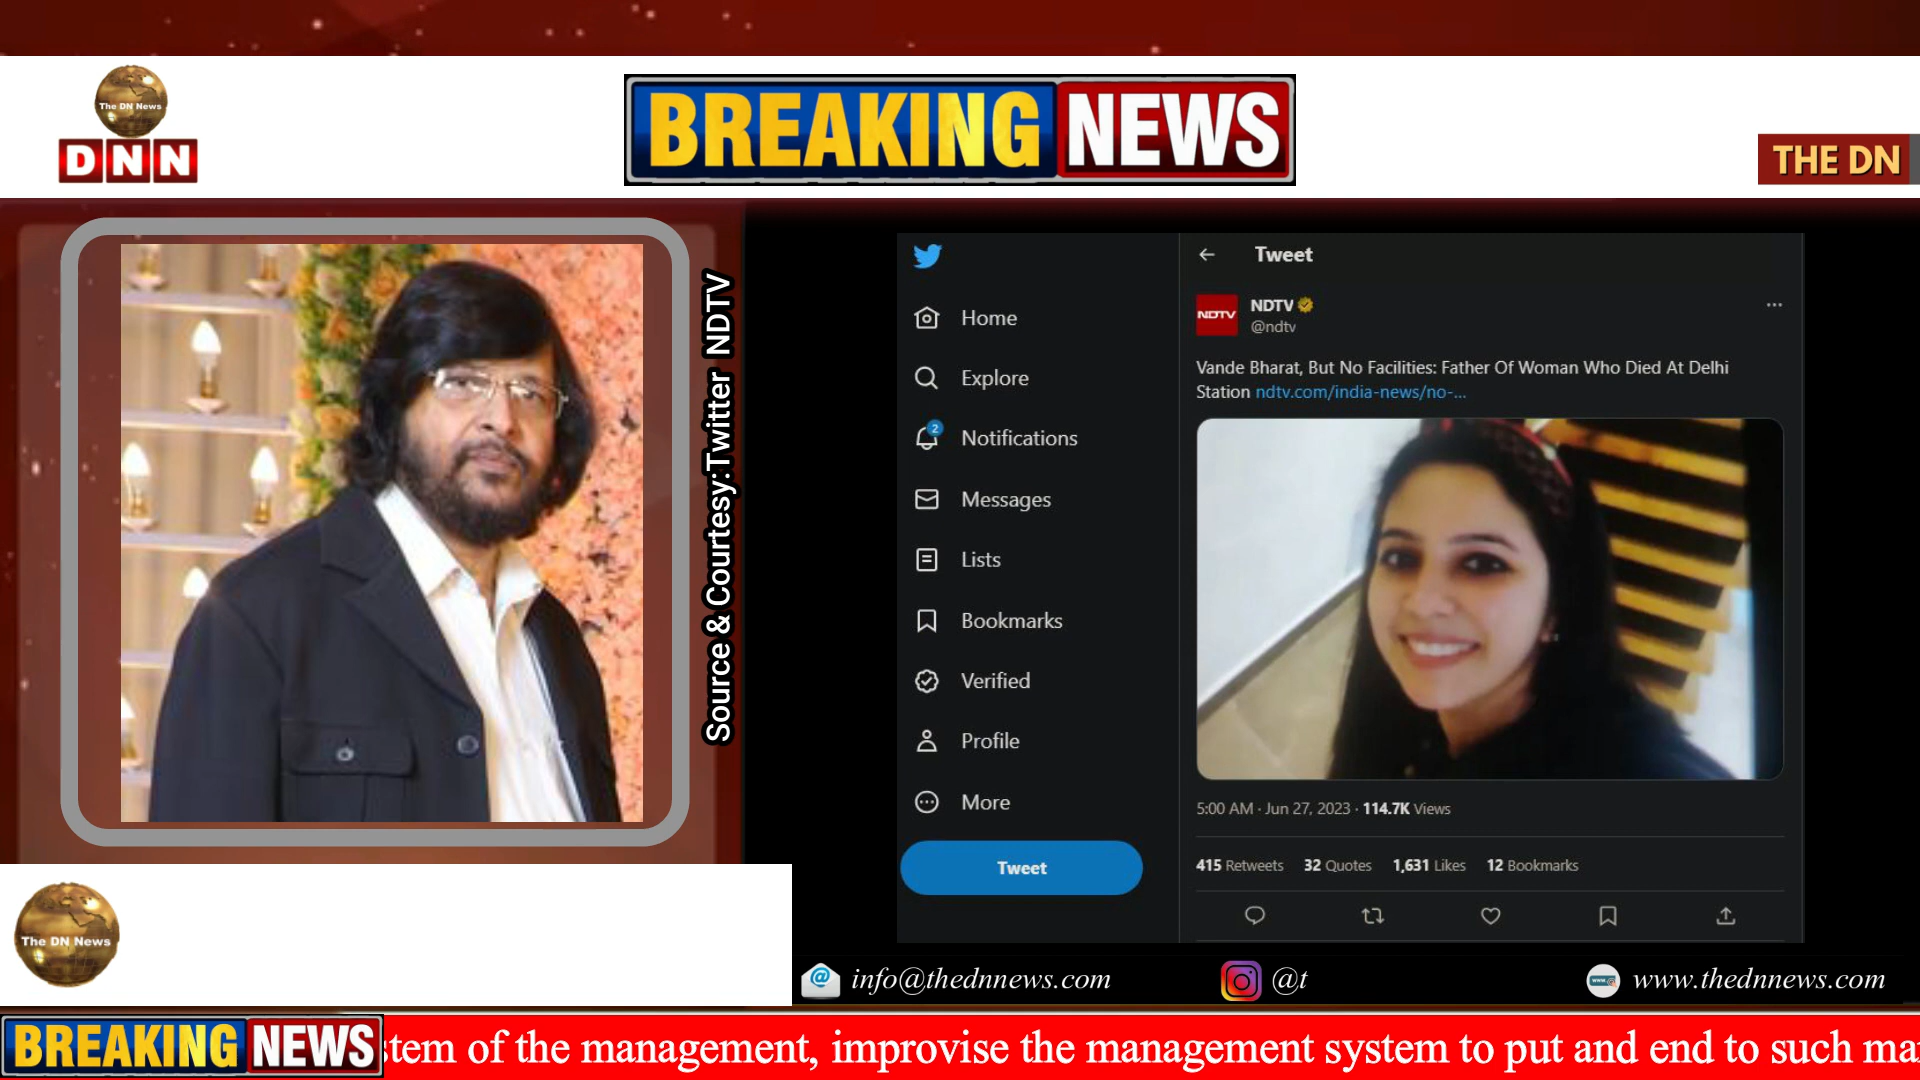 The DN News
DNN
BREAKING NEWS
THE DN
Source & Courtesy:Twitter NDTV
Home
Explore
2
Notifications
Messages
Lists
Bookmarks
Verified
Profile
More
Tweet
Tweet
NDTV
NDTV
@ndtv
Vande Bharat, But No Facilities: Father Of Woman Who Died At Delhi
Station ndtv.com/india-news/no-...
5:00 AM · Jun 27, 2023 · 114.7K Views
415 Retweets 32 Quotes 1,631 Likes 12 Bookmarks
The DN News
info@thednnews.com
@t
www.thednnews.com
BREAKING NEWS
tem of the management, improvise the management system to put and end to such ma